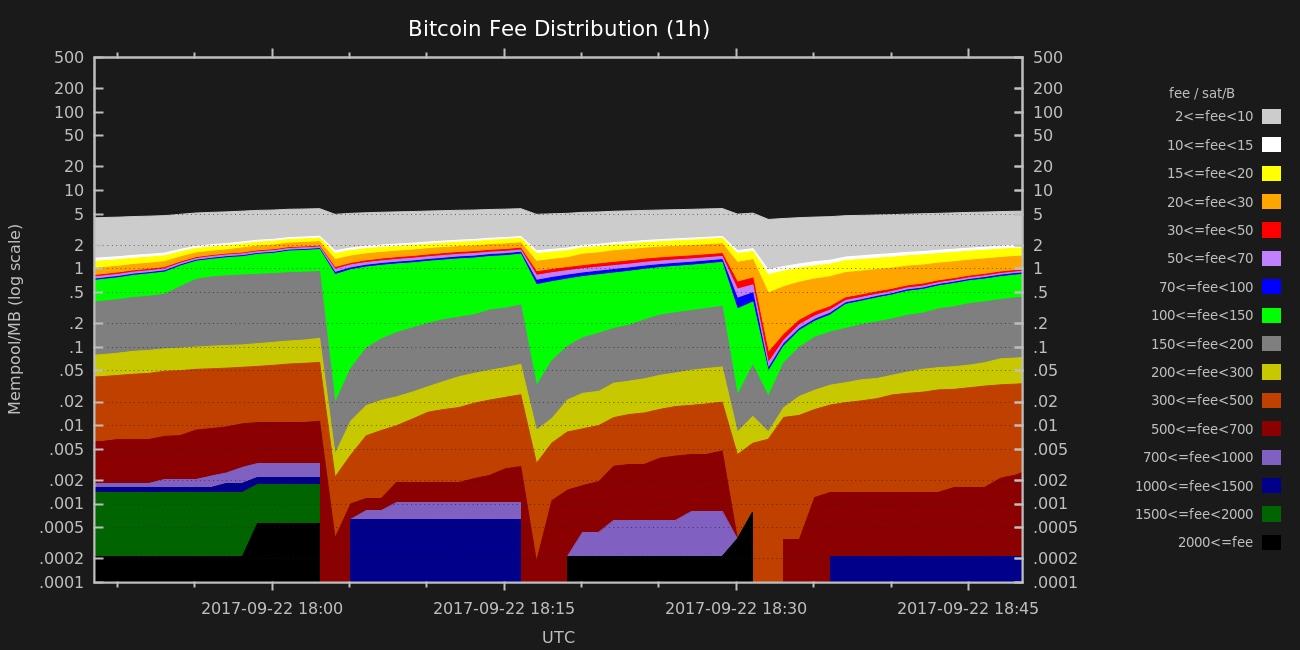 Bitcoin Fee Distribution (1h)
500 500
200 200
100 100
50 50
20 20
10 10
5 5
2 2
1 1
.5 .5
.2 .2
.1 .1
.05 .05
.02 .02
.01 .01
.005 .005
.002 .002
.001 .001
.0005 .0005
.0002 .0002
.0001 .0001
Mempool/MB (log scale)
2017-09-22 18:00 2017-09-22 18:15 2017-09-22 18:30 2017-09-22 18:45
UTC
fee / sat/B
2<=fee<10
10<=fee<15
15<=fee<20
20<=fee<30
30<=fee<50
50<=fee<70
70<=fee<100
100<=fee<150
150<=fee<200
200<=fee<300
300<=fee<500
500<=fee<700
700<=fee<1000
1000<=fee<1500
1500<=fee<2000
2000<=fee